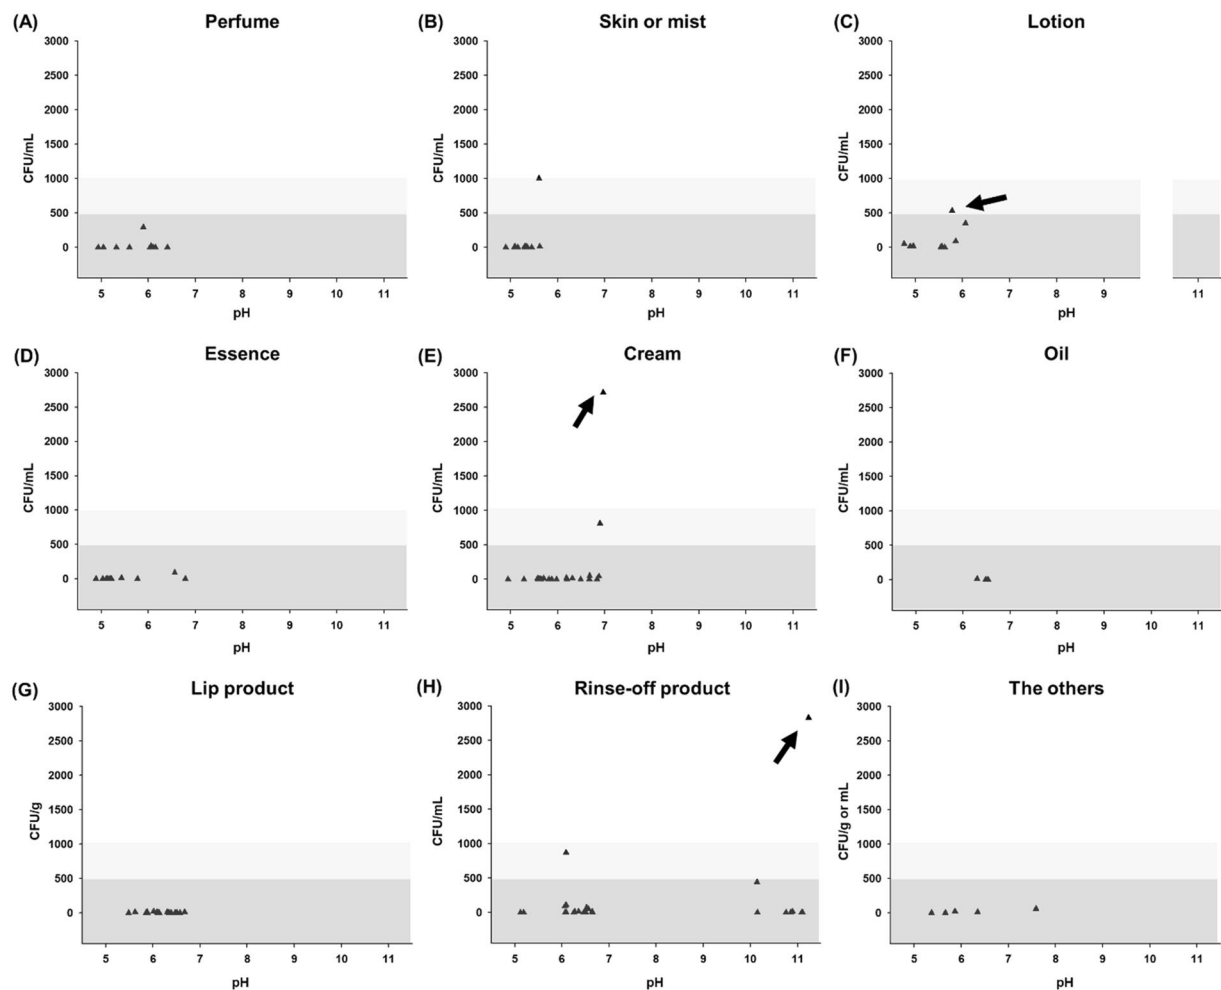 (A) Perfume
3000
2500
2000
1500
1000
500
0
CFU/mL
5 6 7 8 9 10 11
pH
(B) Skin or mist
3000
2500
2000
1500
1000
500
0
CFU/mL
5 6 7 8 9 10 11
pH
(C) Lotion
3000
2500
2000
1500
1000
500
0
CFU/mL
5 6 7 8 9 11
pH
(D) Essence
3000
2500
2000
1500
1000
500
0
CFU/mL
5 6 7 8 9 10 11
pH
(E) Cream
3000
2500
2000
1500
1000
500
0
CFU/mL
5 6 7 8 9 10 11
pH
(F) Oil
3000
2500
2000
1500
1000
500
0
CFU/mL
5 6 7 8 9 10 11
pH
(G) Lip product
3000
2500
2000
1500
1000
500
0
CFU/g
5 6 7 8 9 10 11
pH
(H) Rinse-off product
3000
2500
2000
1500
1000
500
0
CFU/mL
5 6 7 8 9 10 11
pH
(I) The others
3000
2500
2000
1500
1000
500
0
CFU/g or mL
5 6 7 8 9 10 11
pH